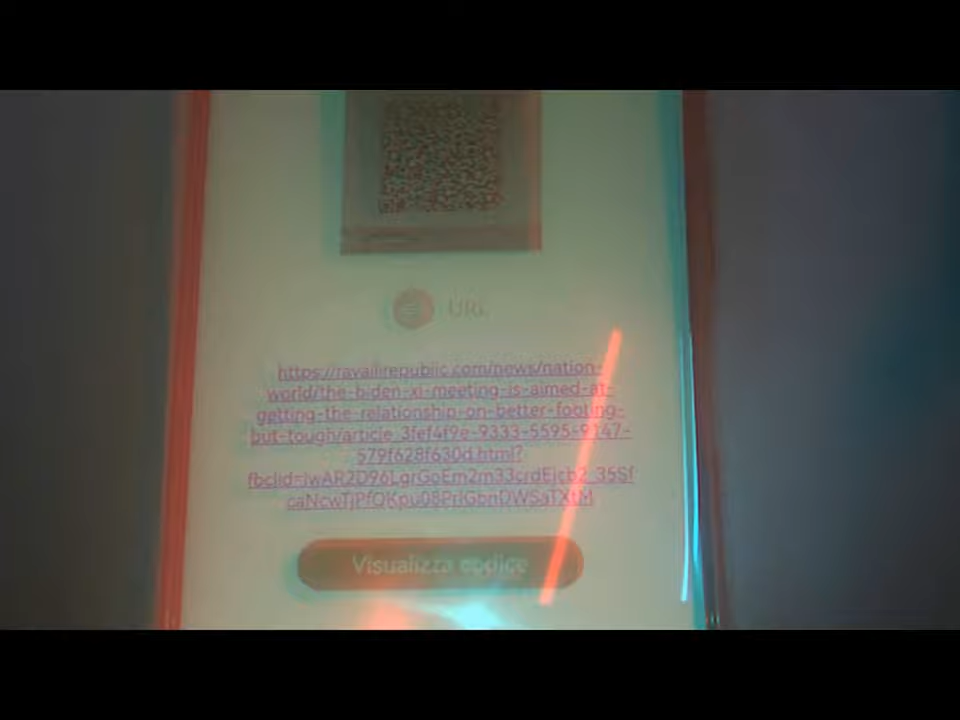 URL
https://ravallirepublic.com/news/nation-
world/the-biden-xi-meeting-is-aimed-at-
getting-the-relationship-on-better-footing-
but-tough/article_3fef4f9e-9333-5595-9147-
579f628f630d.html?
Visualizza codice